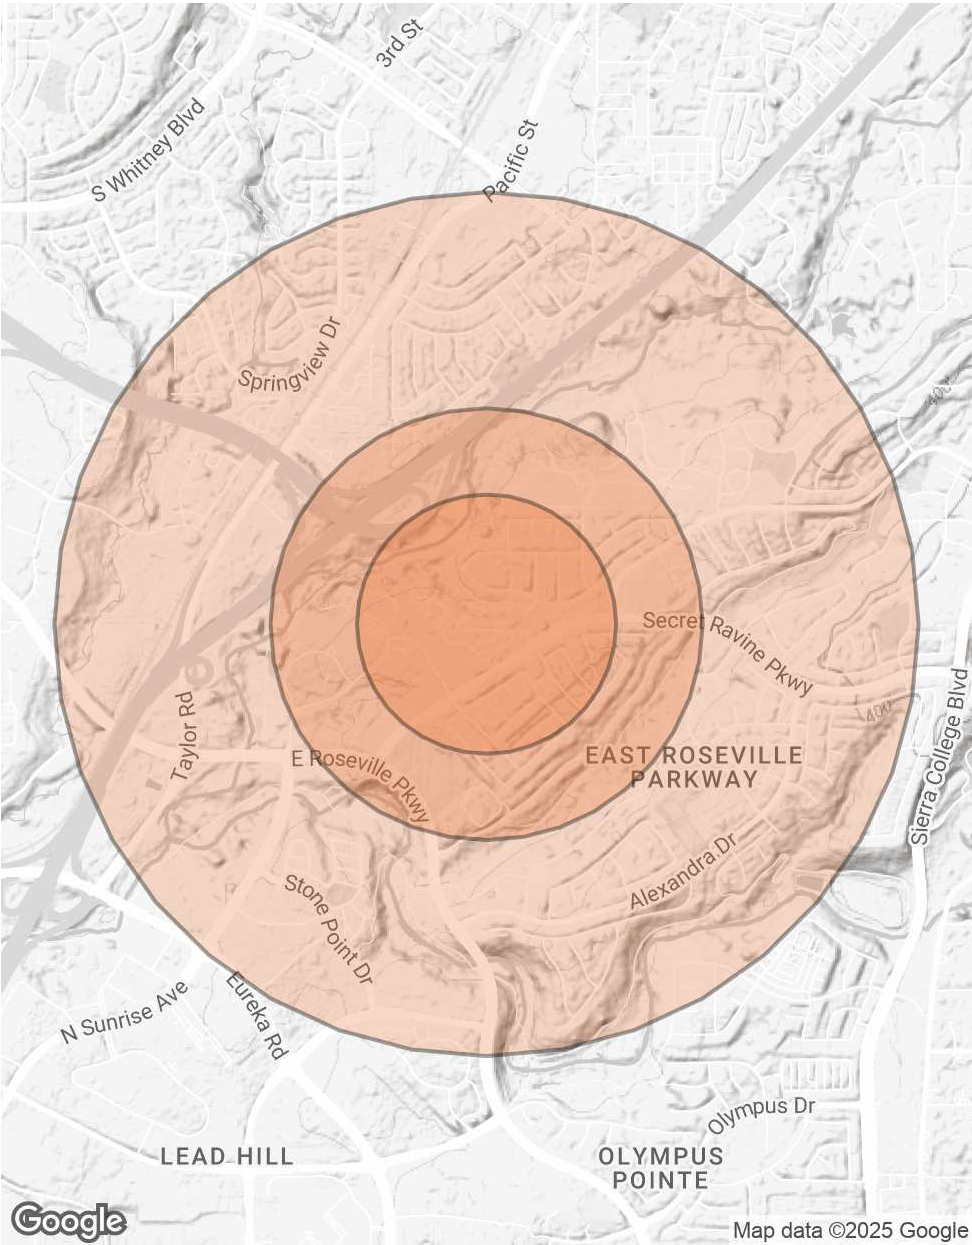 3rd St
S Whitney Blvd
Pacific St
Springview Dr
400'
Secret Ravine Pkwy
400'
Taylor Rd
E Roseville Pkwy
EAST ROSEVILLE
PARKWAY
Sierra College Blvd
Alexandra Dr
Stone Point Dr
N Sunrise Ave
Eureka Rd
Olympus Dr
LEAD HILL
OLYMPUS
POINTE
Google
Map data ©2025 Google